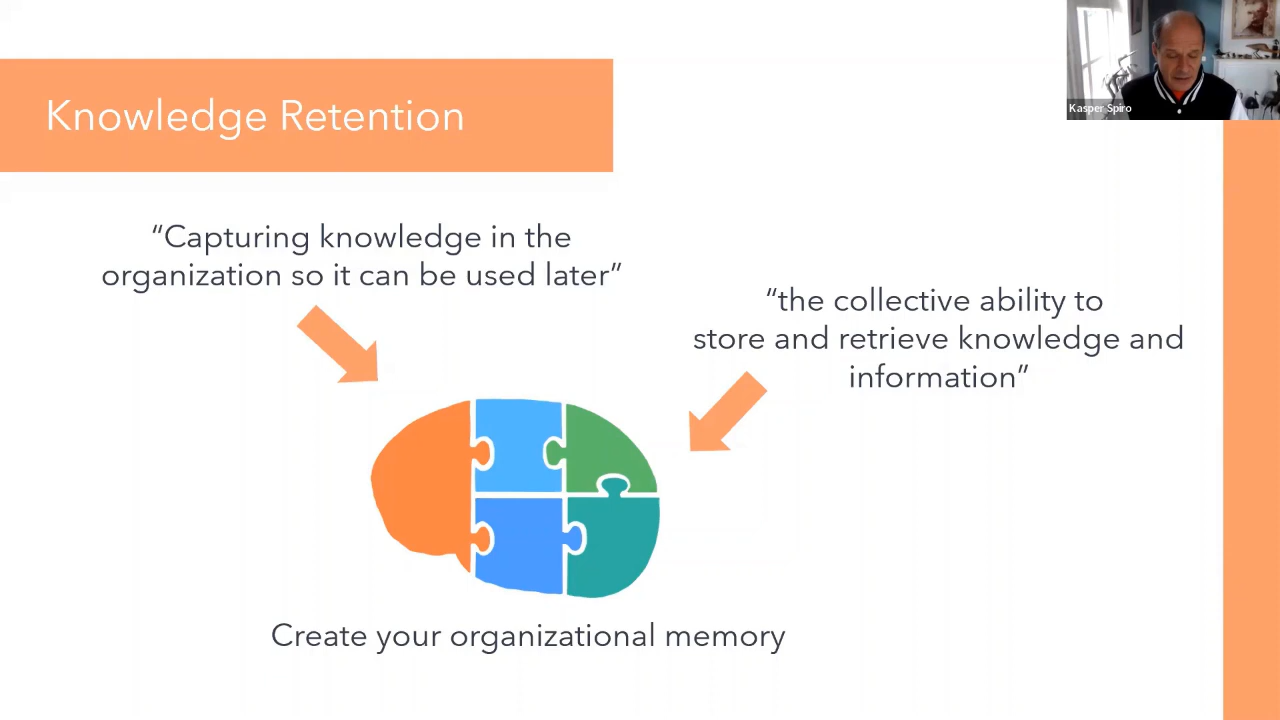 Knowledge Retention
Kasper Spiro
“Capturing knowledge in the
organization so it can be used later”
“the collective ability to
store and retrieve knowledge and
information”
Create your organizational memory